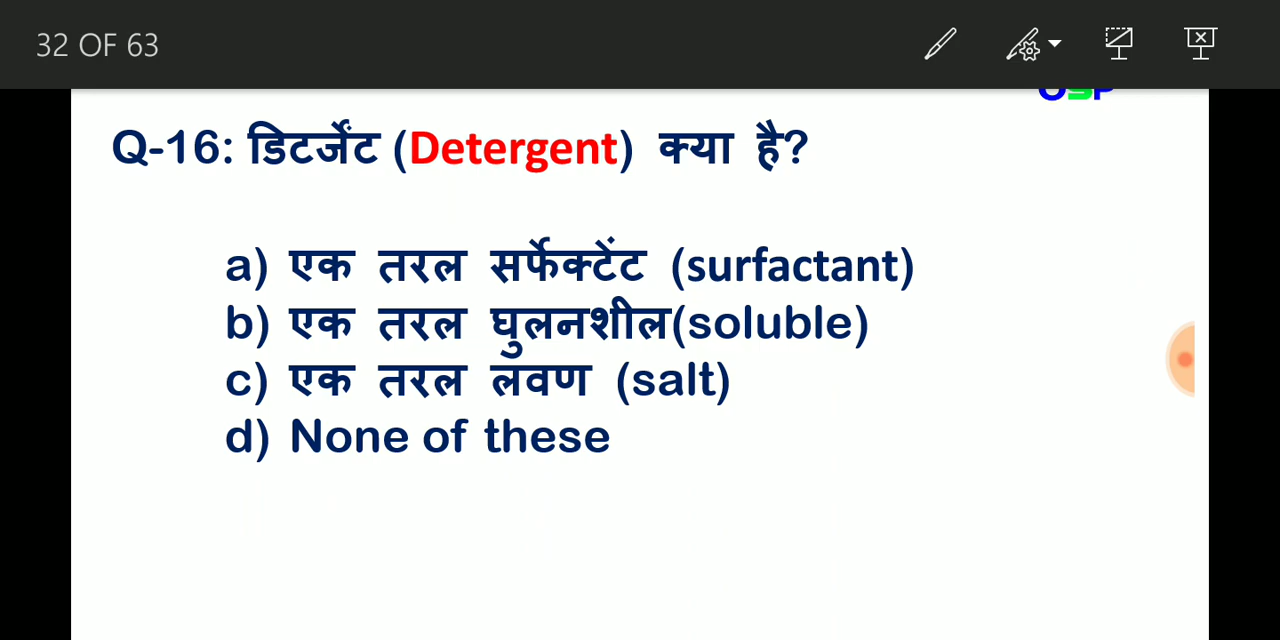 32 OF 63
Q-16: डिटर्जेंट (Detergent) क्या है?
a) एक तरल सर्फेक्टेंट (surfactant)
b) एक तरल घुलनशील(soluble)
c) एक तरल लवण (salt)
d) None of these